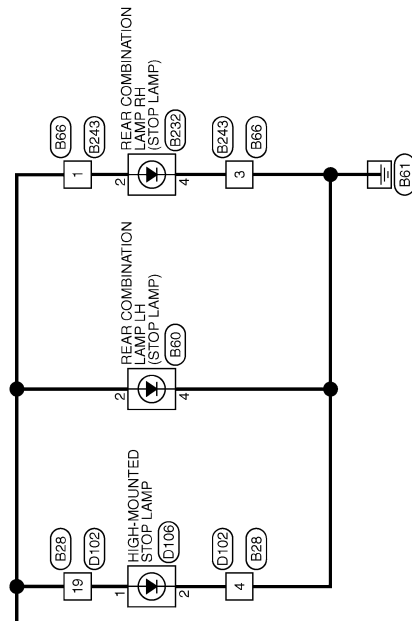 B66
B243
1
2
REAR COMBINATION
LAMP RH
(STOP LAMP)
B232
4
B243
B66
3
B61
2
REAR COMBINATION
LAMP LH
(STOP LAMP)
B60
4
B28
D102
19
1
HIGH-MOUNTED
STOP LAMP
D106
2
D102
B28
4